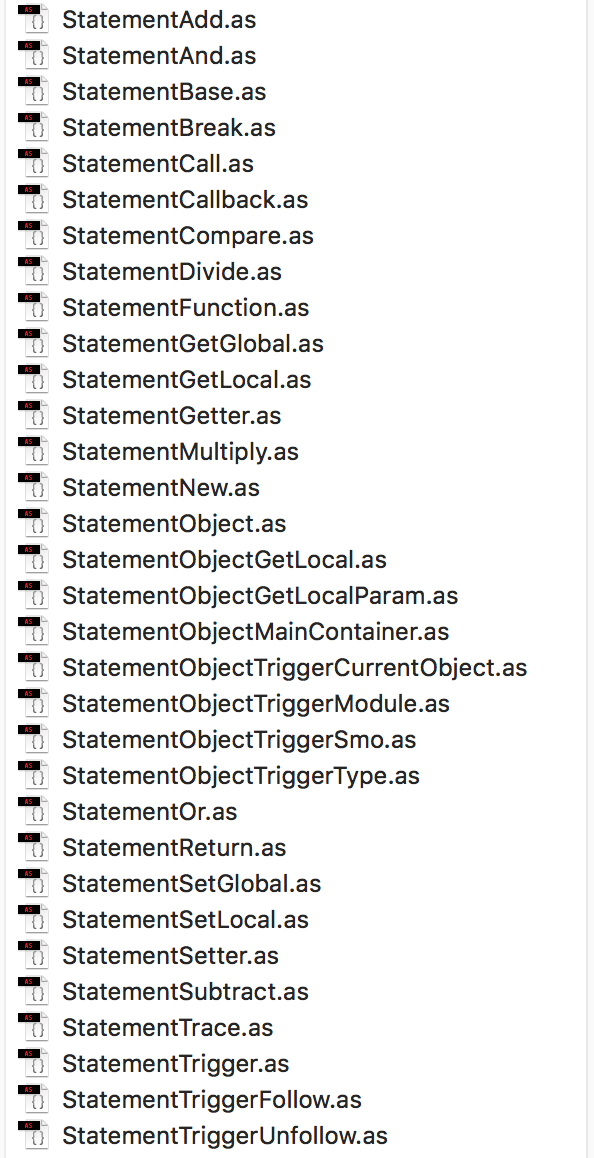 StatementAdd.as
StatementAnd.as
StatementBase.as
StatementBreak.as
StatementCall.as
StatementCallback.as
StatementCompare.as
StatementDivide.as
StatementFunction.as
StatementGetGlobal.as
StatementGetLocal.as
StatementGetter.as
StatementMultiply.as
StatementNew.as
StatementObject.as
StatementObjectGetLocal.as
StatementObjectGetLocalParam.as
StatementObjectMainContainer.as
StatementObjectTriggerCurrentObject.as
StatementObjectTriggerModule.as
StatementObjectTriggerSmo.as
StatementObjectTriggerType.as
StatementOr.as
StatementReturn.as
StatementSetGlobal.as
StatementSetLocal.as
StatementSetter.as
StatementSubtract.as
StatementTrace.as
StatementTrigger.as
StatementTriggerFollow.as
StatementTriggerUnfollow.as